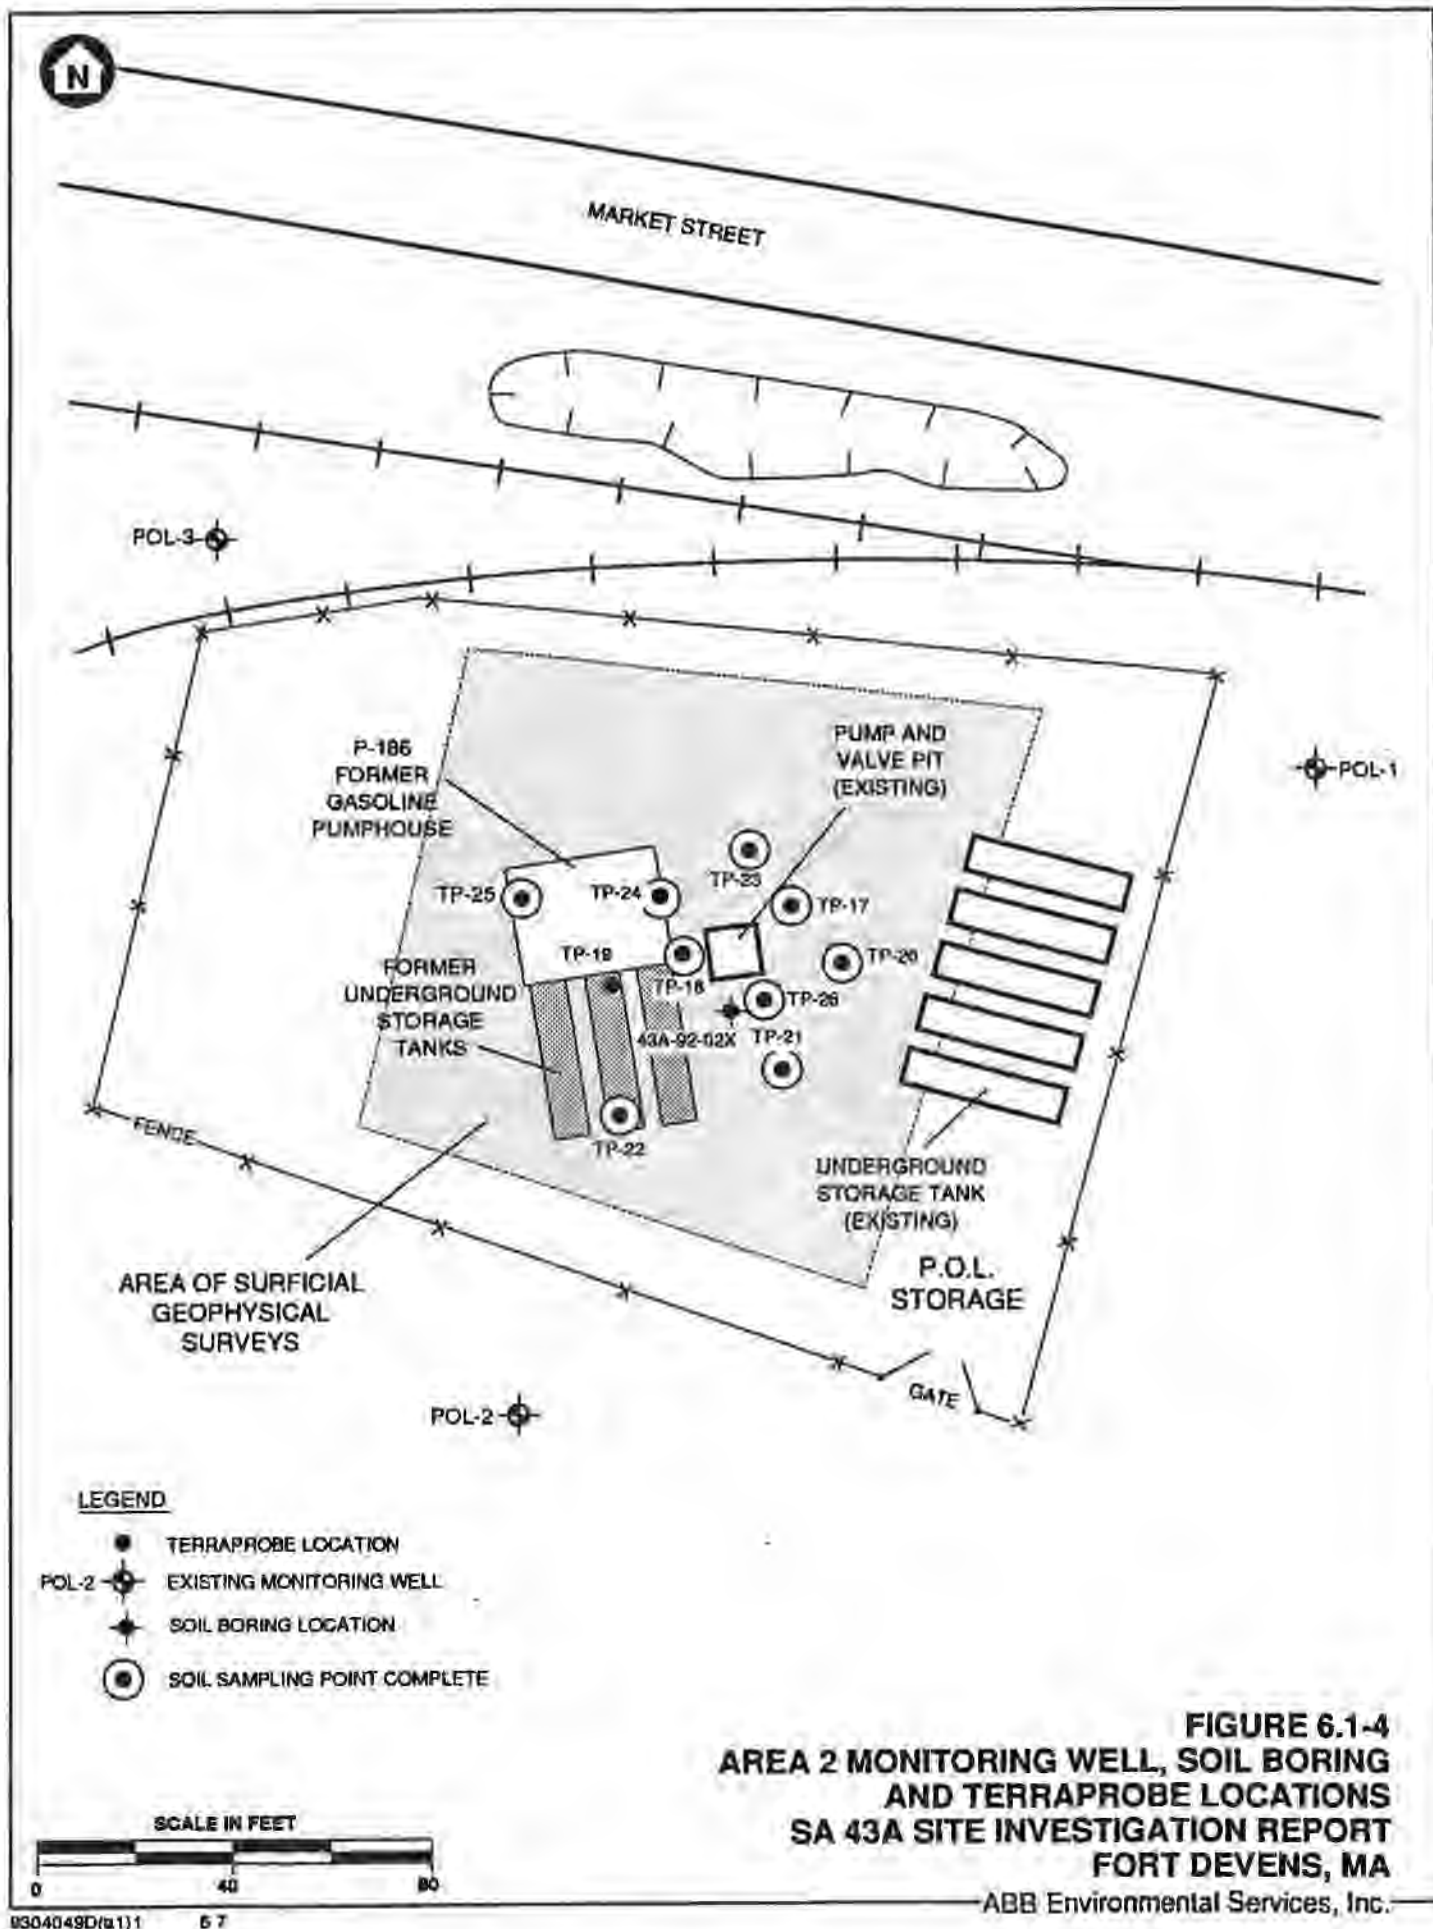 N
MARKET STREET
POL-3
POL-1
P-186
FORMER
GASOLINE
PUMPHOUSE
PUMP AND
VALVE PIT
(EXISTING)
TP-23
TP-25
TP-24
TP-17
TP-19
TP-18
TP-20
TP-26
FORMER
UNDERGROUND
STORAGE
TANKS
43A-92-02X
TP-21
TP-22
FENCE
UNDERGROUND
STORAGE TANK
(EXISTING)
P.O.L.
STORAGE
AREA OF SURFICIAL
GEOPHYSICAL
SURVEYS
GATE
POL-2
LEGEND
TERRAPROBE LOCATION
POL-2 EXISTING MONITORING WELL
SOIL BORING LOCATION
SOIL SAMPLING POINT COMPLETE
FIGURE 6.1-4
AREA 2 MONITORING WELL, SOIL BORING
AND TERRAPROBE LOCATIONS
SA 43A SITE INVESTIGATION REPORT
FORT DEVENS, MA
SCALE IN FEET
0 40 80
ABB Environmental Services, Inc.